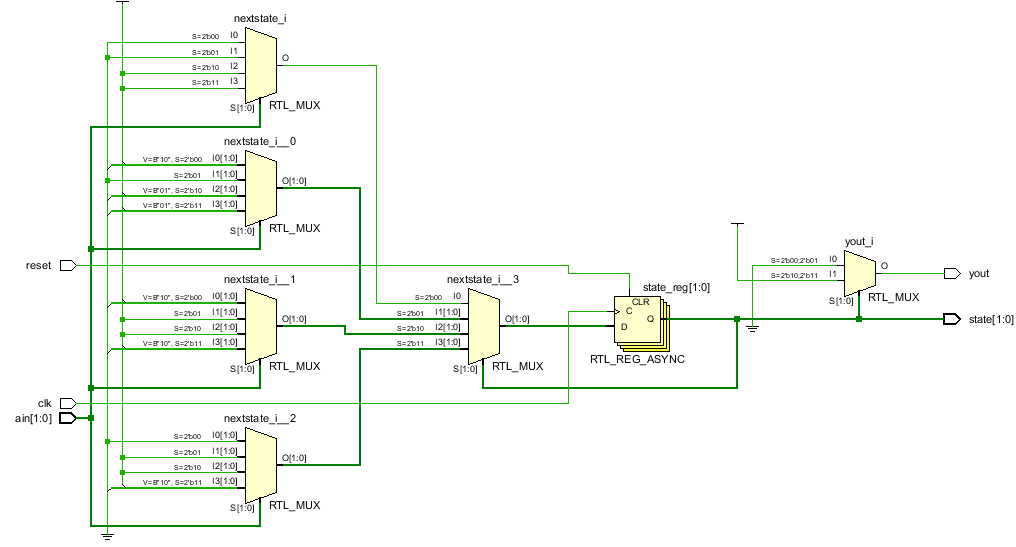 nextstate_i
S=2'b00 I0
S=2'b01 I1
S=2'b10 I2
S=2'b11 I3
O
S[1:0]
RTL_MUX
nextstate_i__0
V=B"10", S=2'b00 I0[1:0]
S=2'b01 I1[1:0]
V=B"01", S=2'b10 I2[1:0]
V=B"01", S=2'b11 I3[1:0]
O[1:0]
S[1:0]
RTL_MUX
reset
nextstate_i__1
V=B"10", S=2'b00 I0[1:0]
S=2'b01 I1[1:0]
S=2'b10 I2[1:0]
V=B"10", S=2'b11 I3[1:0]
O[1:0]
S[1:0]
RTL_MUX
nextstate_i__3
S=2'b00 I0
S=2'b01 I1[1:0]
S=2'b10 I2[1:0]
S=2'b11 I3[1:0]
O[1:0]
S[1:0]
RTL_MUX
state_reg[1:0]
CLR
C
D
Q
RTL_REG_ASYNC
yout_i
S=2'b00;2'b01 I0
S=2'b10;2'b11 I1
O
S[1:0]
RTL_MUX
yout
state[1:0]
clk
ain[1:0]
nextstate_i__2
S=2'b00 I0[1:0]
S=2'b01 I1[1:0]
S=2'b10 I2[1:0]
V=B"10", S=2'b11 I3[1:0]
O[1:0]
S[1:0]
RTL_MUX